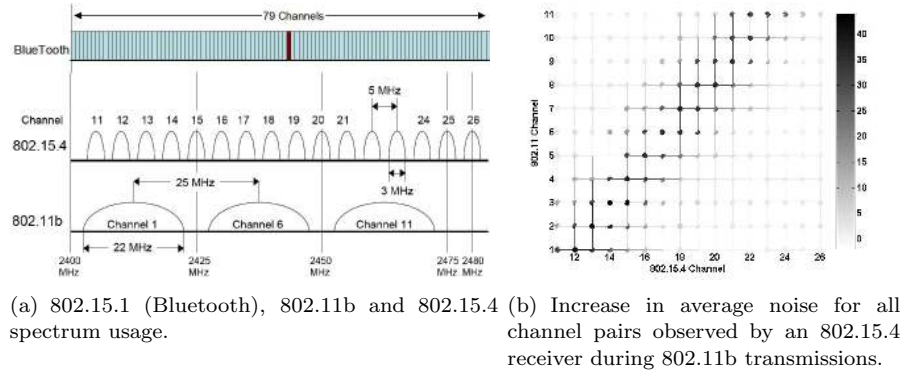 79 Channels
BlueTooth
5 MHz
Channel 11 12 13 14 15 16 17 18 19 20 21 24 25 26
802.15.4
3 MHz
25 MHz
802.11b
Channel 1 Channel 6 Channel 11
22 MHz
2400 MHz 2425 MHz 2450 MHz 2475 MHz 2480 MHz
(a) 802.15.1 (Bluetooth), 802.11b and 802.15.4
spectrum usage.
11
10
9
8
7
6
5
4
3
2
802.11 Channel
12 14 16 18 20 22 24 26
802.15.4 Channel
40
35
30
25
20
15
10
5
0
(b) Increase in average noise for all
channel pairs observed by an 802.15.4
receiver during 802.11b transmissions.